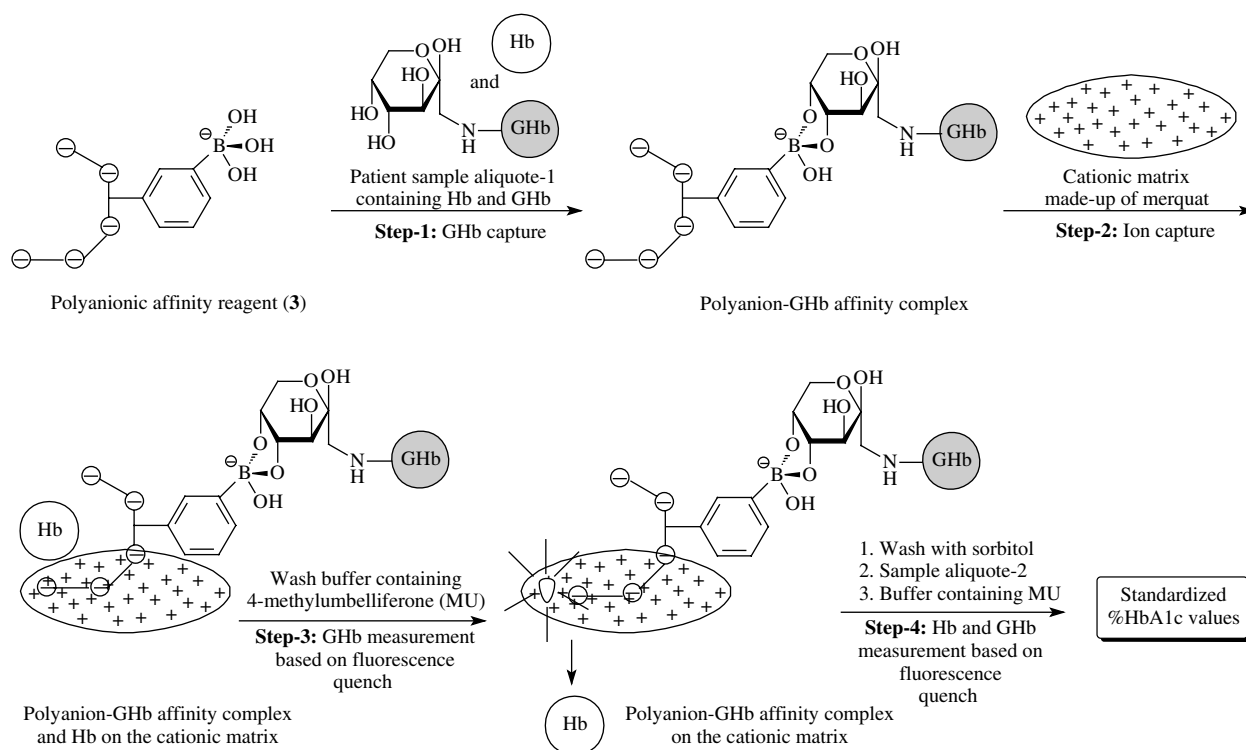 OH
OH
OH
B
⊖
Polyanionic affinity reagent (3)
O
OH
HO
HO
HO
N
H
GHb
Hb
and
Patient sample aliquote-1
containing Hb and GHb
Step-1: GHb capture
O
OH
HO
O
O
⊖
B
OH
N
H
GHb
Polyanion-GHb affinity complex
Cationic matrix
made-up of merquat
Step-2: Ion capture
O
OH
HO
O
O
⊖
B
OH
N
H
GHb
Hb
Polyanion-GHb affinity complex
and Hb on the cationic matrix
Wash buffer containing
4-methylumbelliferone (MU)
Step-3: GHb measurement
based on fluorescence
quench
O
OH
HO
O
O
⊖
B
OH
N
H
GHb
Hb
Polyanion-GHb affinity complex
on the cationic matrix
1. Wash with sorbitol
2. Sample aliquote-2
3. Buffer containing MU
Step-4: Hb and GHb
measurement based on
fluorescence
quench
Standardized
%HbA1c values